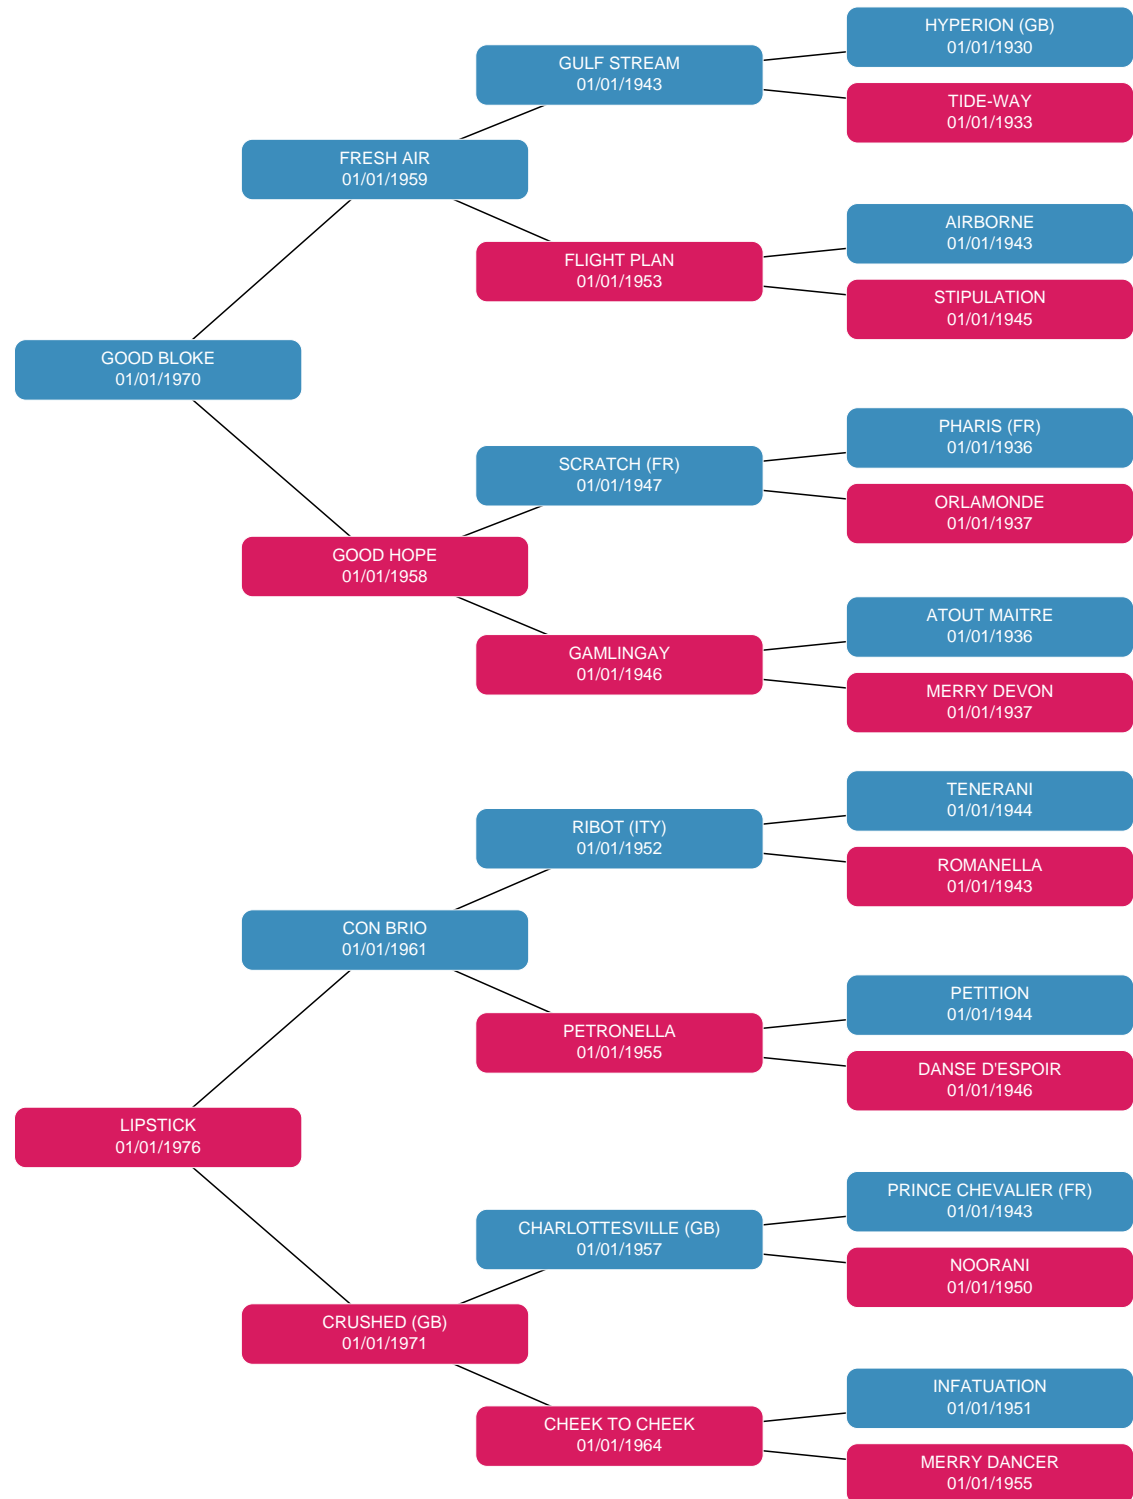 HYPERION (GB)
01/01/1930
GULF STREAM
01/01/1943
TIDE-WAY
01/01/1933
FRESH AIR
01/01/1959
AIRBORNE
01/01/1943
FLIGHT PLAN
01/01/1953
STIPULATION
01/01/1945
GOOD BLOKE
01/01/1970
PHARIS (FR)
01/01/1936
SCRATCH (FR)
01/01/1947
ORLAMONDE
01/01/1937
GOOD HOPE
01/01/1958
ATOUT MAITRE
01/01/1936
GAMLINGAY
01/01/1946
MERRY DEVON
01/01/1937
TENERANI
01/01/1944
RIBOT (ITY)
01/01/1952
ROMANELLA
01/01/1943
CON BRIO
01/01/1961
PETITION
01/01/1944
PETRONELLA
01/01/1955
DANSE D'ESPOIR
01/01/1946
LIPSTICK
01/01/1976
PRINCE CHEVALIER (FR)
01/01/1943
CHARLOTTESVILLE (GB)
01/01/1957
NOORANI
01/01/1950
CRUSHED (GB)
01/01/1971
INFATUATION
01/01/1951
CHEEK TO CHEEK
01/01/1964
MERRY DANCER
01/01/1955